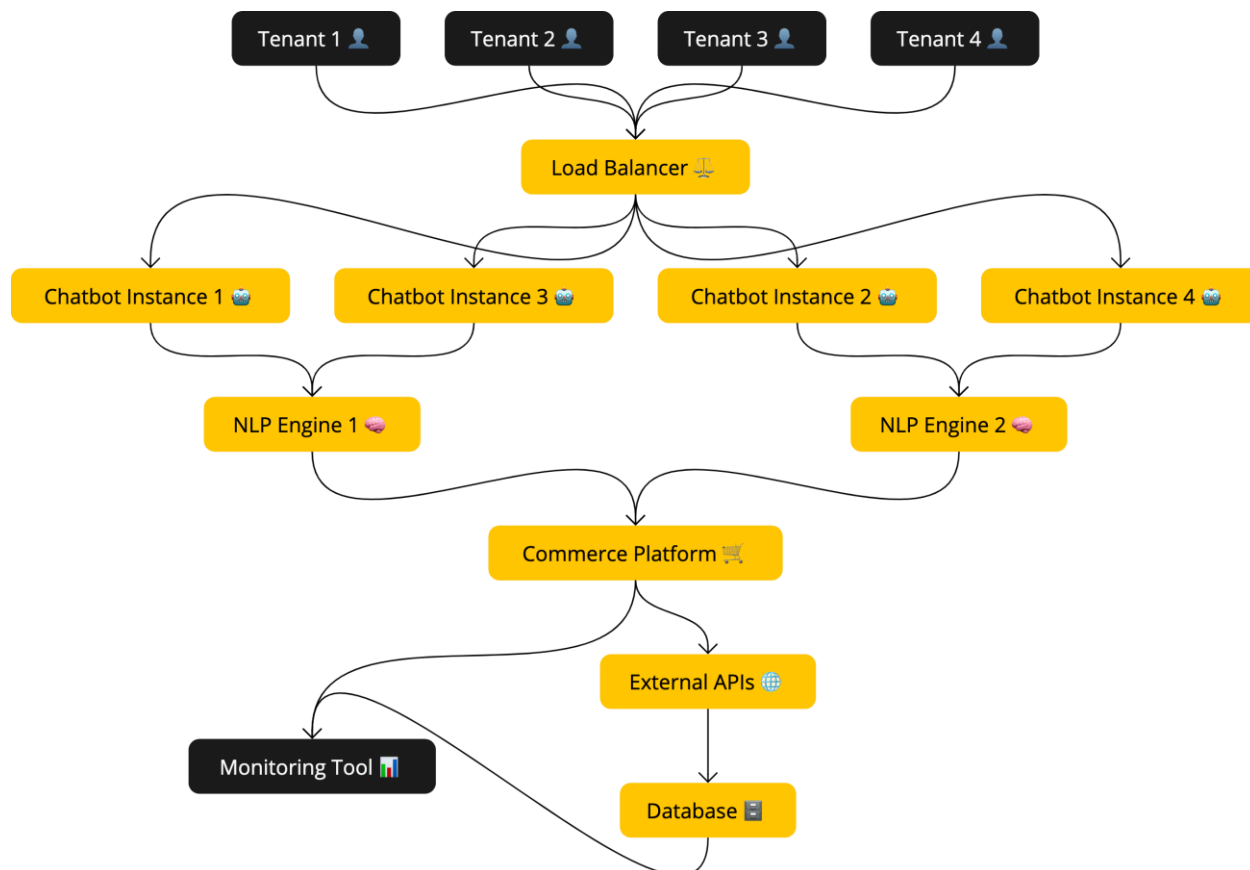 Tenant 1 👤
Tenant 2 👤
Tenant 3 👤
Tenant 4 👤
Load Balancer ⚖️
Chatbot Instance 1 🤖
Chatbot Instance 3 🤖
Chatbot Instance 2 🤖
Chatbot Instance 4 🤖
NLP Engine 1 🧠
NLP Engine 2 🧠
Commerce Platform 🛒
External APIs 🌐
Monitoring Tool 📊
Database 🗄️